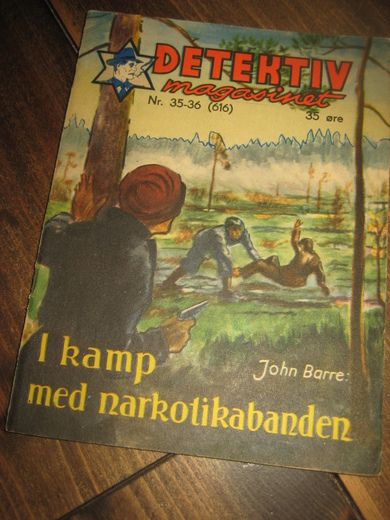 DETEKTIV
magasinet
Nr. 35-36 (616)
35 øre
John Barre:
I kamp
med narkotikabanden